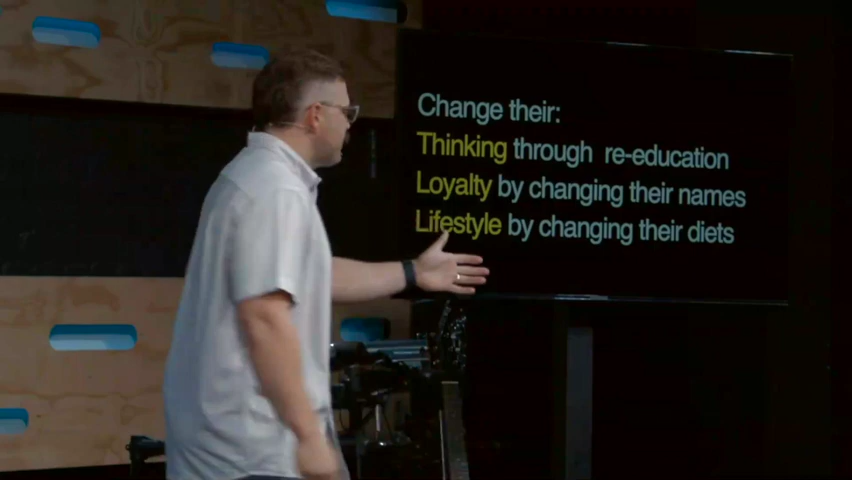 Change their:
Thinking through re-education
Loyalty by changing their names
Lifestyle by changing their diets